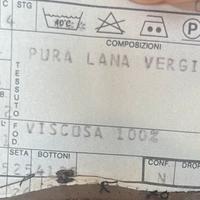 STG
40°C
P
COMPOSIZIONI
TESSUTO
PURA LANA VERGI
FOD
VISCOSA 100%
SETA BOTTONI CONF DROP
N